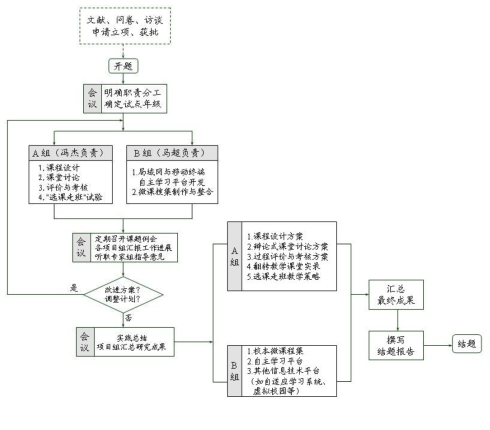 文献、问卷、访谈
申请立项、获批
开题
会议
明确职责分工
确定试点年级
A组（冯杰负责）
1.课程设计
2.课堂讨论
3.评价与考核
4.“选课走班”试验
B组（马超负责）
1.局域网与移动终端
自主学习平台开发
2.微课搜集制作与整合
会议
定期召开课题例会
各项目组汇报工作进展
听取专家组指导意见
是
改进方案？
调整计划？
否
会议
实践总结
项目组汇总研究成果
A组
1.课程设计方案
2.辩论式课堂讨论方案
3.过程评价与考核方案
4.翻转教学课堂实录
5.选课走班教学策略
B组
1.校本微课程集
2.自主学习平台
3.其他信息技术平台
（如自适应学习系统、
虚拟校园等）
汇总
最终成果
撰写
结题报告
结题